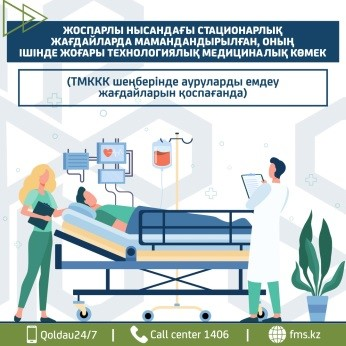 ЖОСПАРЛЫ НЫСАНДАҒЫ СТАЦИОНАРЛЫҚ
ЖАҒДАЙЛАРДА МАМАНДАНДЫРЫЛҒАН, ОНЫҢ
ІШІНДЕ ЖОҒАРЫ ТЕХНОЛОГИЯЛЫҚ МЕДИЦИНАЛЫҚ КӨМЕК
(ТМККК шеңберінде ауруларды емдеу
жағдайларын қоспағанда)
Qoldau24/7 | Call center 1406 | fms.kz